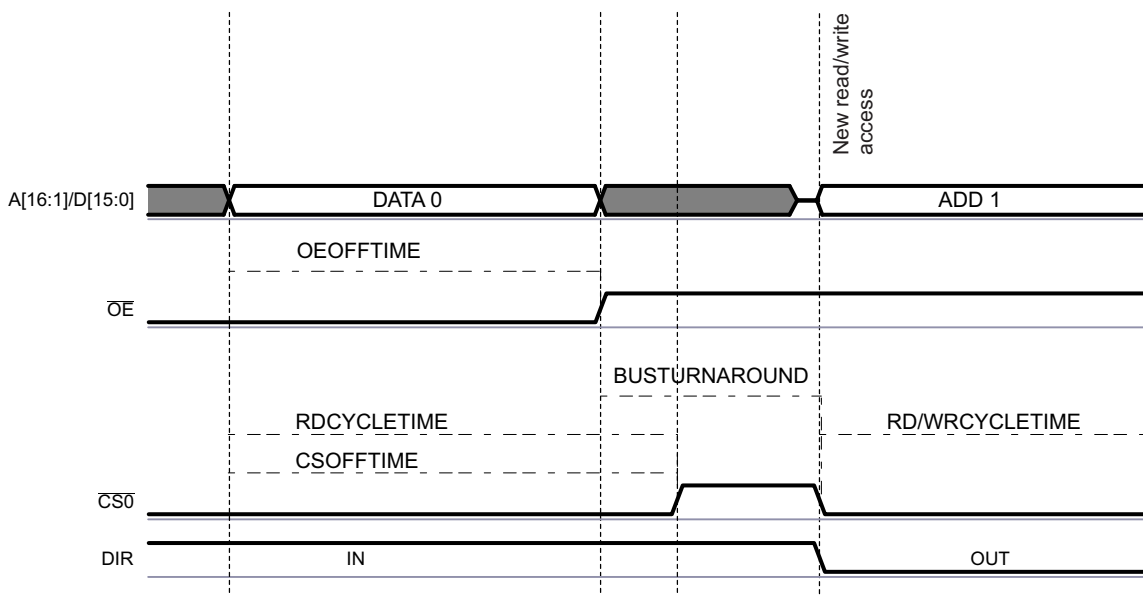 New read/write
access
A[16:1]/D[15:0]
DATA 0
ADD 1
OEOFFTIME
OE
BUSTURNAROUND
RDCYCLETIME
RD/WRCYCLETIME
CSOFFTIME
CS0
DIR
IN
OUT